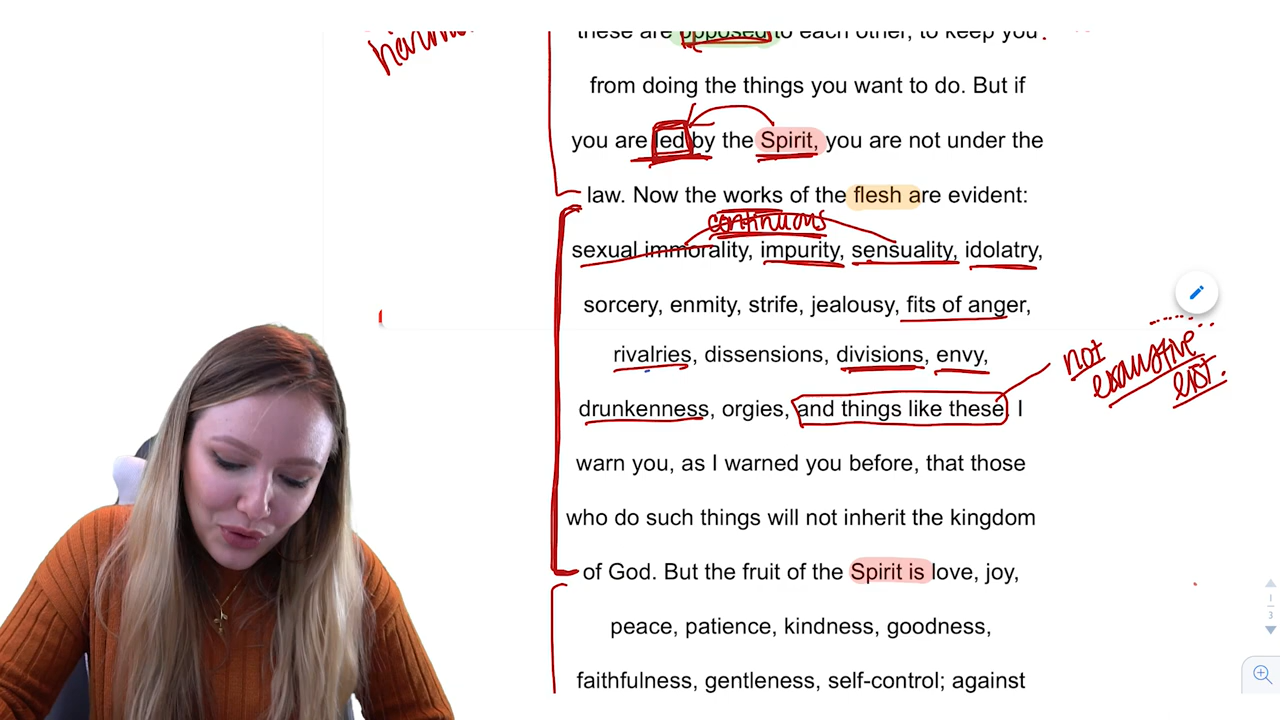 these are opposed to each other, to keep you
from doing the things you want to do. But if
you are led by the Spirit, you are not under the
law. Now the works of the flesh are evident:
continuous
sexual immorality, impurity, sensuality, idolatry,
sorcery, enmity, strife, jealousy, fits of anger,
rivalries, dissensions, divisions, envy,
not
exaustive
list.
drunkenness, orgies, and things like these. I
warn you, as I warned you before, that those
who do such things will not inherit the kingdom
of God. But the fruit of the Spirit is love, joy,
peace, patience, kindness, goodness,
faithfulness, gentleness, self-control; against
1
3